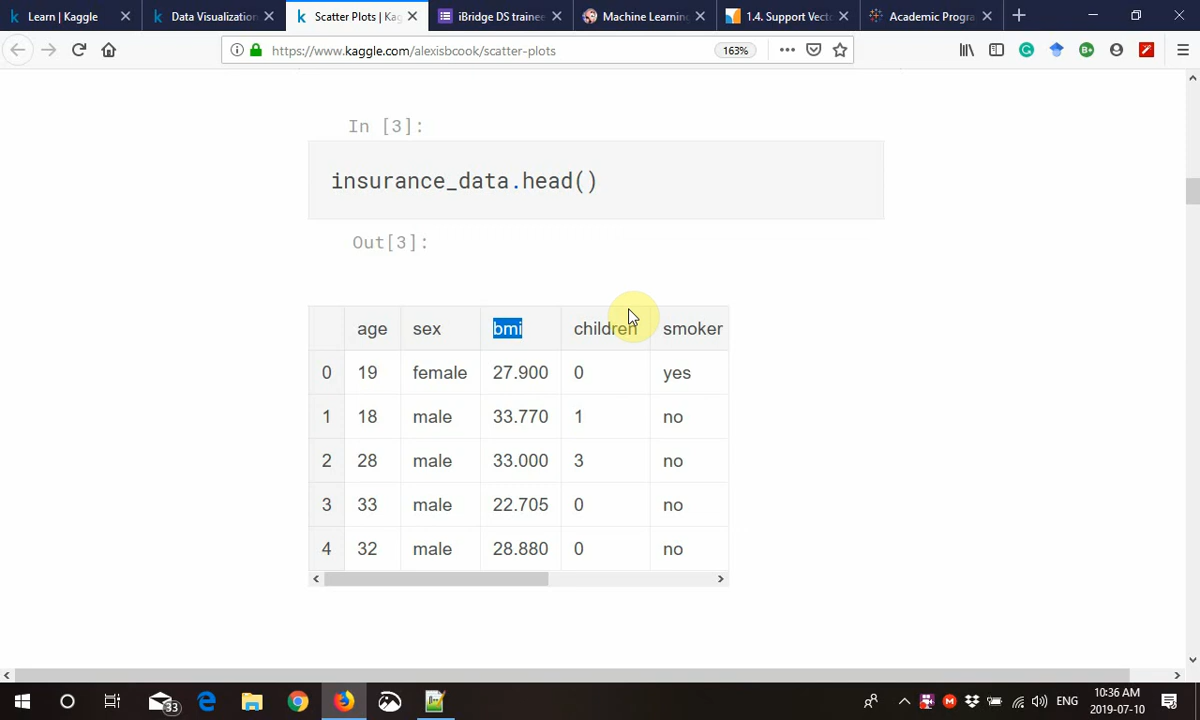 Learn | Kaggle
Data Visualization
Scatter Plots | Kag
iBridge DS trainee
Machine Learning
1.4. Support Vecto
Academic Progra
https://www.kaggle.com/alexisbcook/scatter-plots
163%
In [3]:
insurance_data.head()
Out[3]:
age sex bmi children smoker
0 19 female 27.900 0 yes
1 18 male 33.770 1 no
2 28 male 33.000 3 no
3 33 male 22.705 0 no
4 32 male 28.880 0 no
33
ENG
10:36 AM
2019-07-10